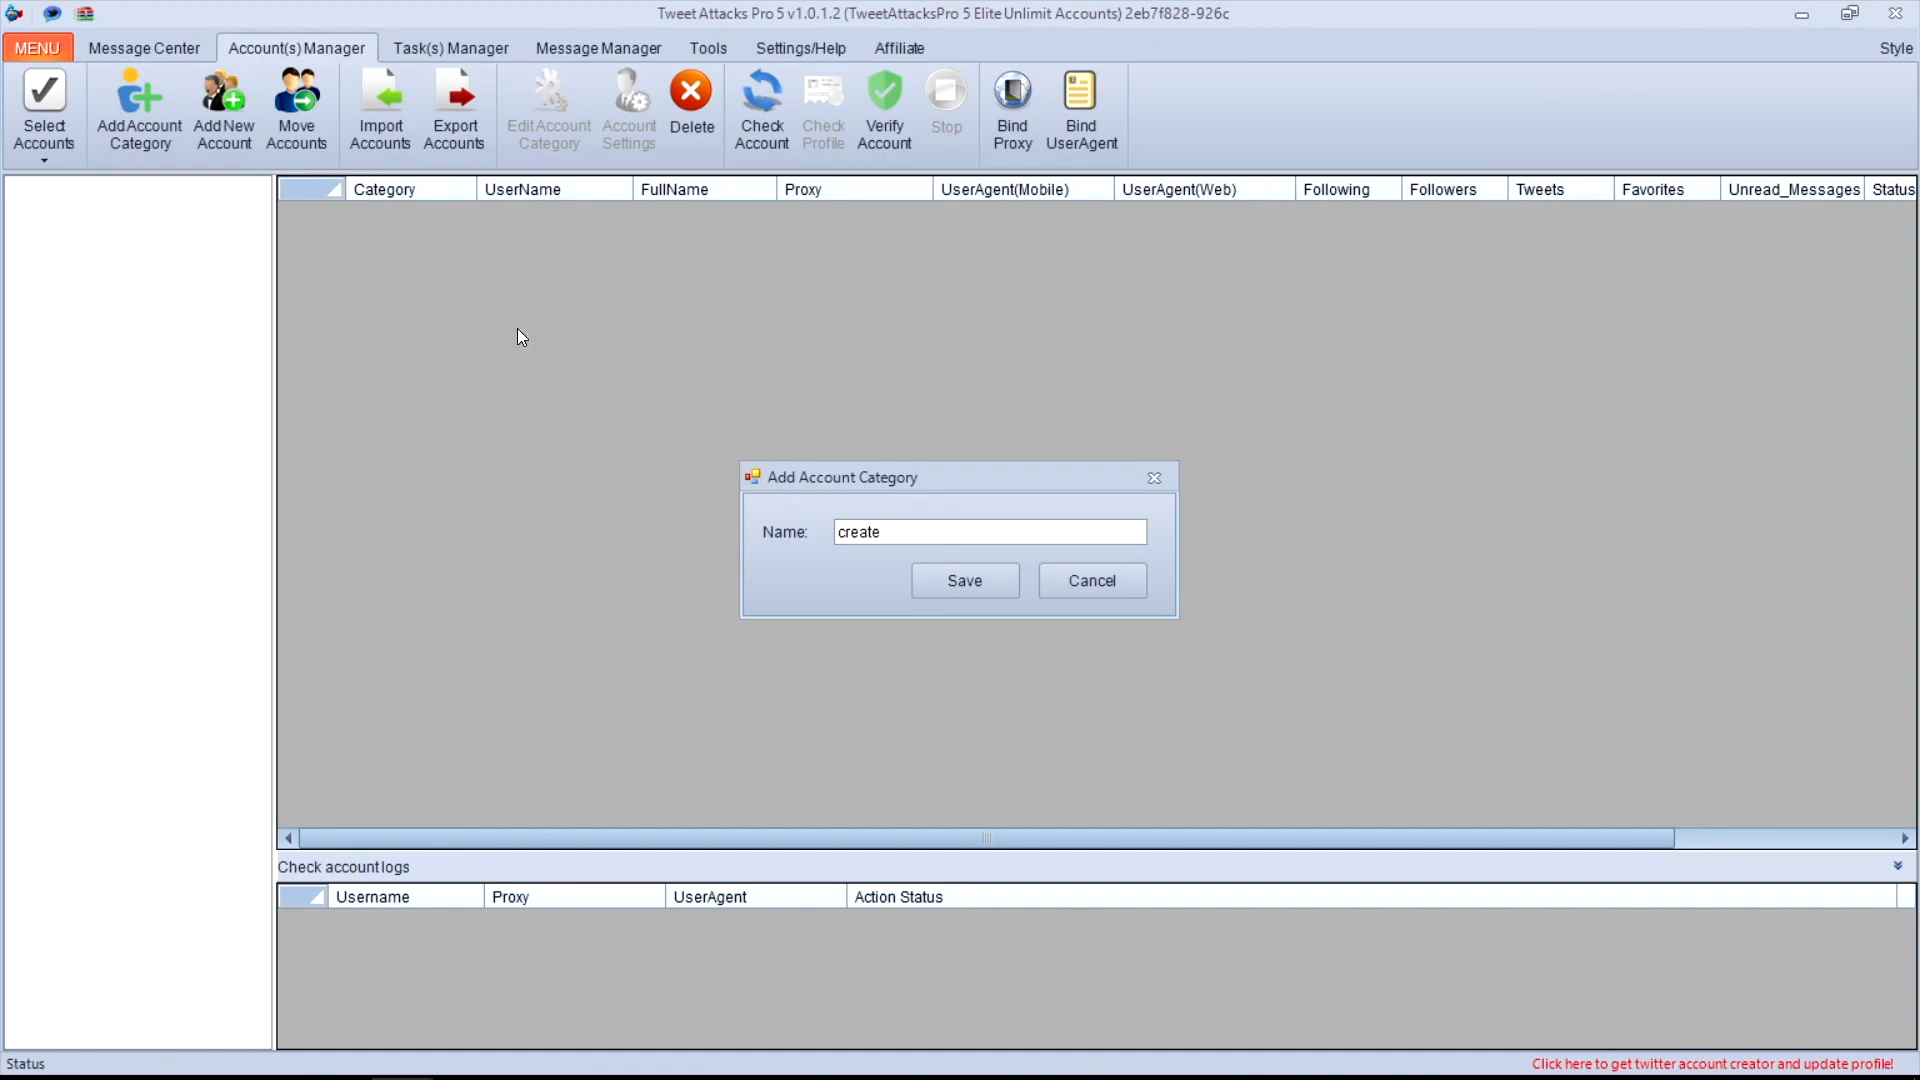 Tweet Attacks Pro 5 v1.0.1.2 (TweetAttacksPro 5 Elite Unlimit Accounts) 2eb7f828-926c
MENU Message Center Account(s) Manager Task(s) Manager Message Manager Tools Settings/Help Affiliate Style
Select Accounts
Add Account Category
Add New Account
Move Accounts
Import Accounts
Export Accounts
Edit Account Category
Account Settings
Delete
Check Account
Check Profile
Verify Account
Stop
Bind Proxy
Bind UserAgent
Category UserName FullName Proxy UserAgent(Mobile) UserAgent(Web) Following Followers Tweets Favorites Unread_Messages Status
Add Account Category
Name: create
Save Cancel
Check account logs
Username Proxy UserAgent Action Status
Status Click here to get twitter account creator and update profile!